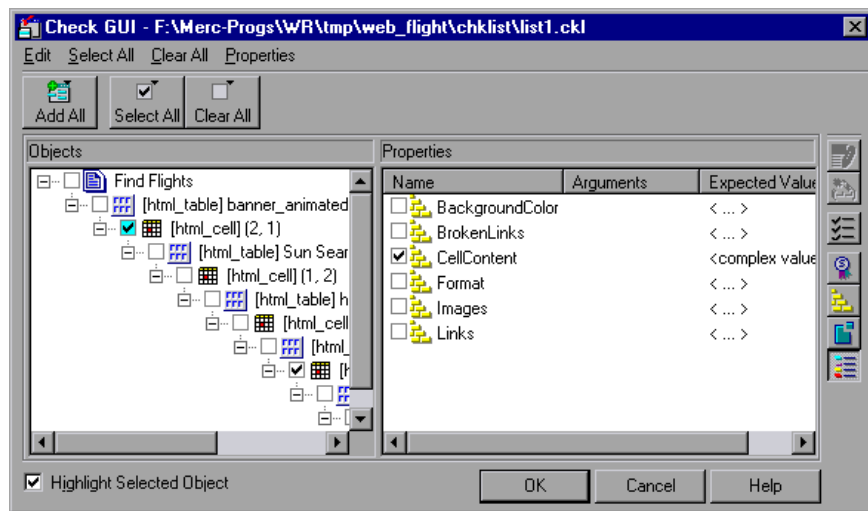 Check GUI - F:\Merc-Progs\WR\tmp\web_flight\chklist\list1.ckl
Edit Select All Clear All Properties
Add All Select All Clear All
Objects
Find Flights
[html_table] banner_animated
[html_cell] (2, 1)
[html_table] Sun Sear
[html_cell] (1, 2)
[html_table] h
[html_cell
[html_
[h
Properties
Name Arguments Expected Value
BackgroundColor < ... >
BrokenLinks < ... >
CellContent <complex value
Format < ... >
Images < ... >
Links < ... >
Highlight Selected Object
OK Cancel Help